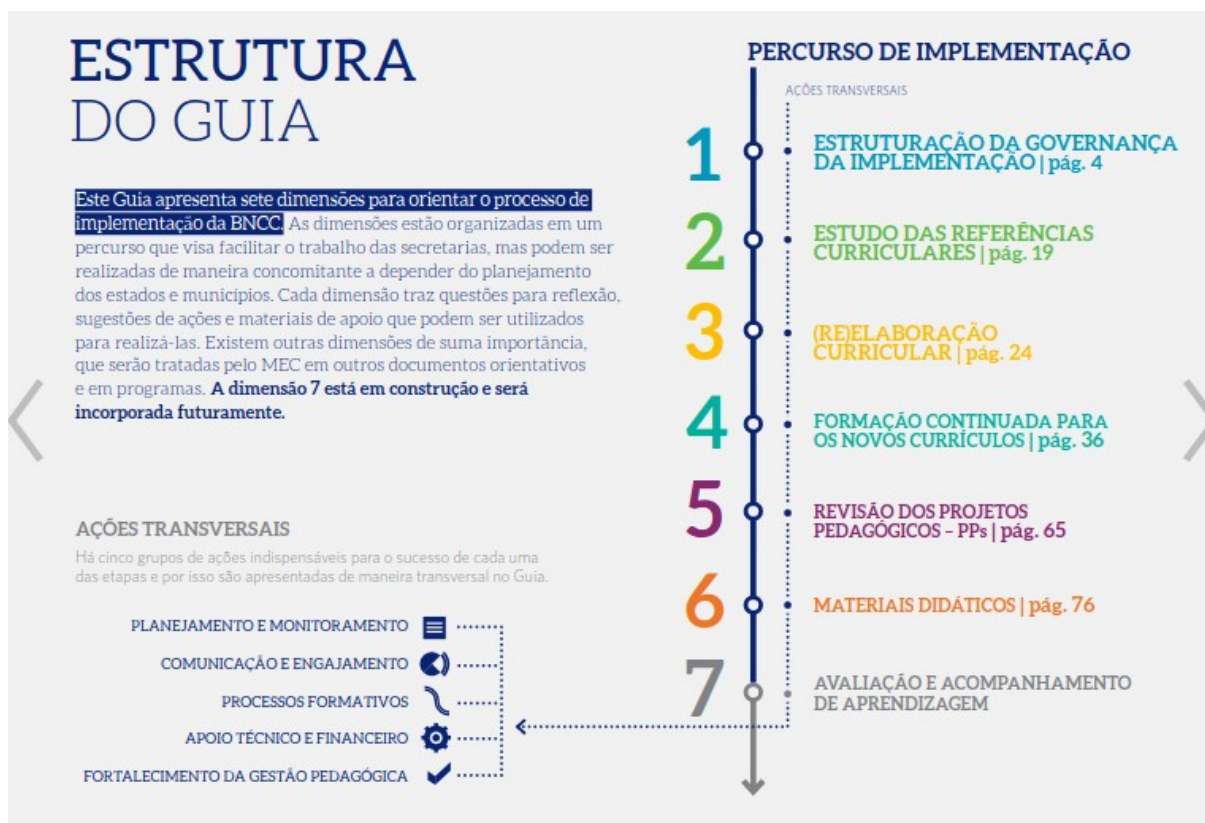 ESTRUTURA
DO GUIA
Este Guia apresenta sete dimensões para orientar o processo de
implementação da BNCC. As dimensões estão organizadas em um
percurso que visa facilitar o trabalho das secretarias, mas podem ser
realizadas de maneira concomitante a depender do planejamento
dos estados e municípios. Cada dimensão traz questões para reflexão,
sugestões de ações e materiais de apoio que podem ser utilizados
para realizá-las. Existem outras dimensões de suma importância,
que serão tratadas pelo MEC em outros documentos orientativos
e em programas. A dimensão 7 está em construção e será
incorporada futuramente.
AÇÕES TRANSVERSAIS
Há cinco grupos de ações indispensáveis para o sucesso de cada uma
das etapas e por isso são apresentadas de maneira transversal no Guia.
PLANEJAMENTO E MONITORAMENTO
COMUNICAÇÃO E ENGAJAMENTO
PROCESSOS FORMATIVOS
APOIO TÉCNICO E FINANCEIRO
FORTALECIMENTO DA GESTÃO PEDAGÓGICA
PERCURSO DE IMPLEMENTAÇÃO
AÇÕES TRANSVERSAIS
1
ESTRUTURAÇÃO DA GOVERNANÇA
DA IMPLEMENTAÇÃO | pág. 4
2
ESTUDO DAS REFERÊNCIAS
CURRICULARES | pág. 19
3
(RE)ELABORAÇÃO
CURRICULAR | pág. 24
4
FORMAÇÃO CONTINUADA PARA
OS NOVOS CURRÍCULOS | pág. 36
5
REVISÃO DOS PROJETOS
PEDAGÓGICOS – PPs | pág. 65
6
MATERIAIS DIDÁTICOS | pág. 76
7
AVALIAÇÃO E ACOMPANHAMENTO
DE APRENDIZAGEM